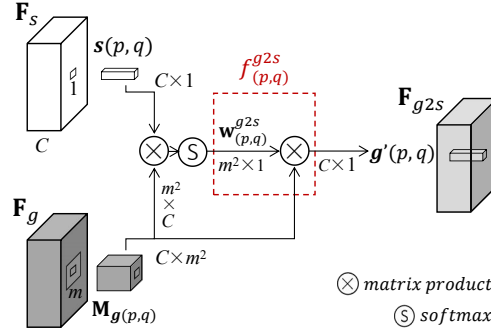 F_s
s(p, q)
1
C × 1
C
f^{g2s}_{(p,q)}
w^{g2s}_{(p,q)}
F_{g2s}
m² × 1
C × 1
g'(p, q)
F_g
m² × C
C × m²
m
M_{g(p,q)}
matrix product
S
S softmax